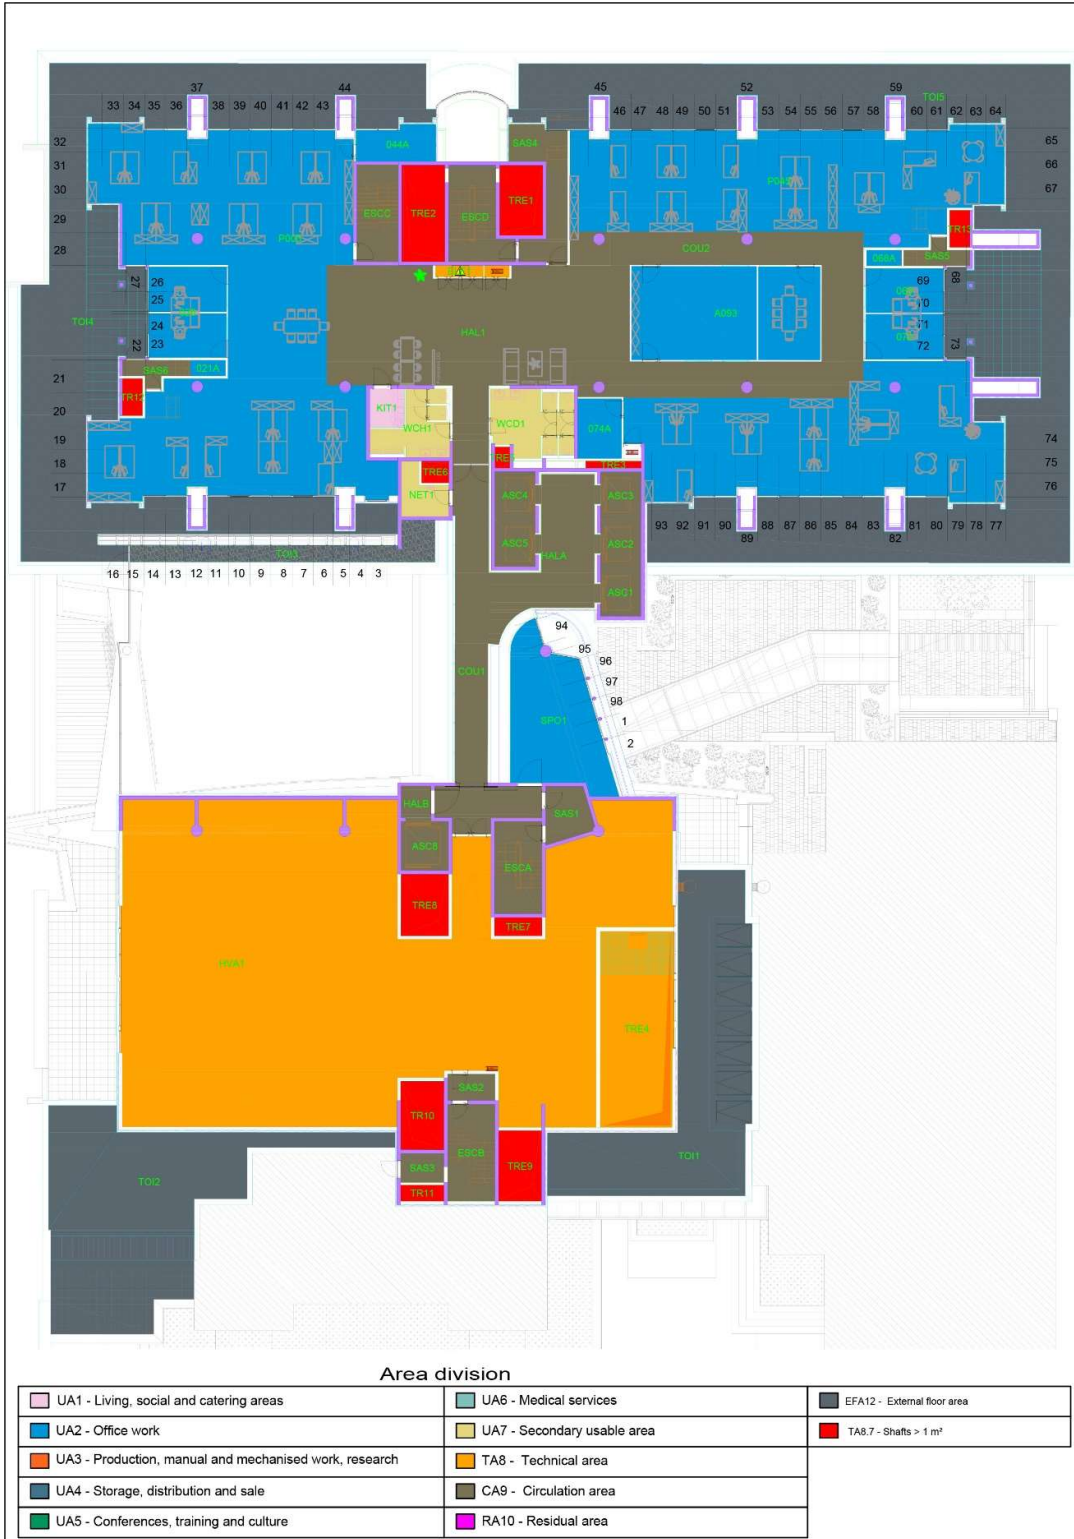 37 44 45 52 59
TOI5
33 34 35 36 38 39 40 41 42 43
46 47 48 49 50 51 53 54 55 56 57 58 60 61 62 63 64
32
044A
SAS4
65
31
66
30
ESCC TRE2 ESCD TRE1
67
29
TR13
28
COU2
068A SAS5
27 26
69 68
25
70
TOI4
24
A093
71
22 23
HAL1
72 73
SAS6 021A
21
TR12
20
KIT1
WCH1 WCD1 074A
19
74
18
TRE6 TRE3
75
17
NET1 ASC4 ASC3
76
93 92 91 90 88 87 86 85 84 83 81 80 79 78 77
89 82
ASC5 HALA ASC2
TOI3
16 15 14 13 12 11 10 9 8 7 6 5 4 3
ASC1
94
95
96
COU1
97
98
SPO1
1
2
HALB SAS1
ASC8
ESCA
TRE8
TRE7
HVA1
TRE4
SAS2
TR10
ESCB
TRE9
SAS3
TOI1
TOI2
TR11
Area division
UA1 - Living, social and catering areas
UA2 - Office work
UA3 - Production, manual and mechanised work, research
UA4 - Storage, distribution and sale
UA5 - Conferences, training and culture
UA6 - Medical services
UA7 - Secondary usable area
TA8 - Technical area
CA9 - Circulation area
RA10 - Residual area
EFA12 - External floor area
TA8.7 - Shafts > 1 m²